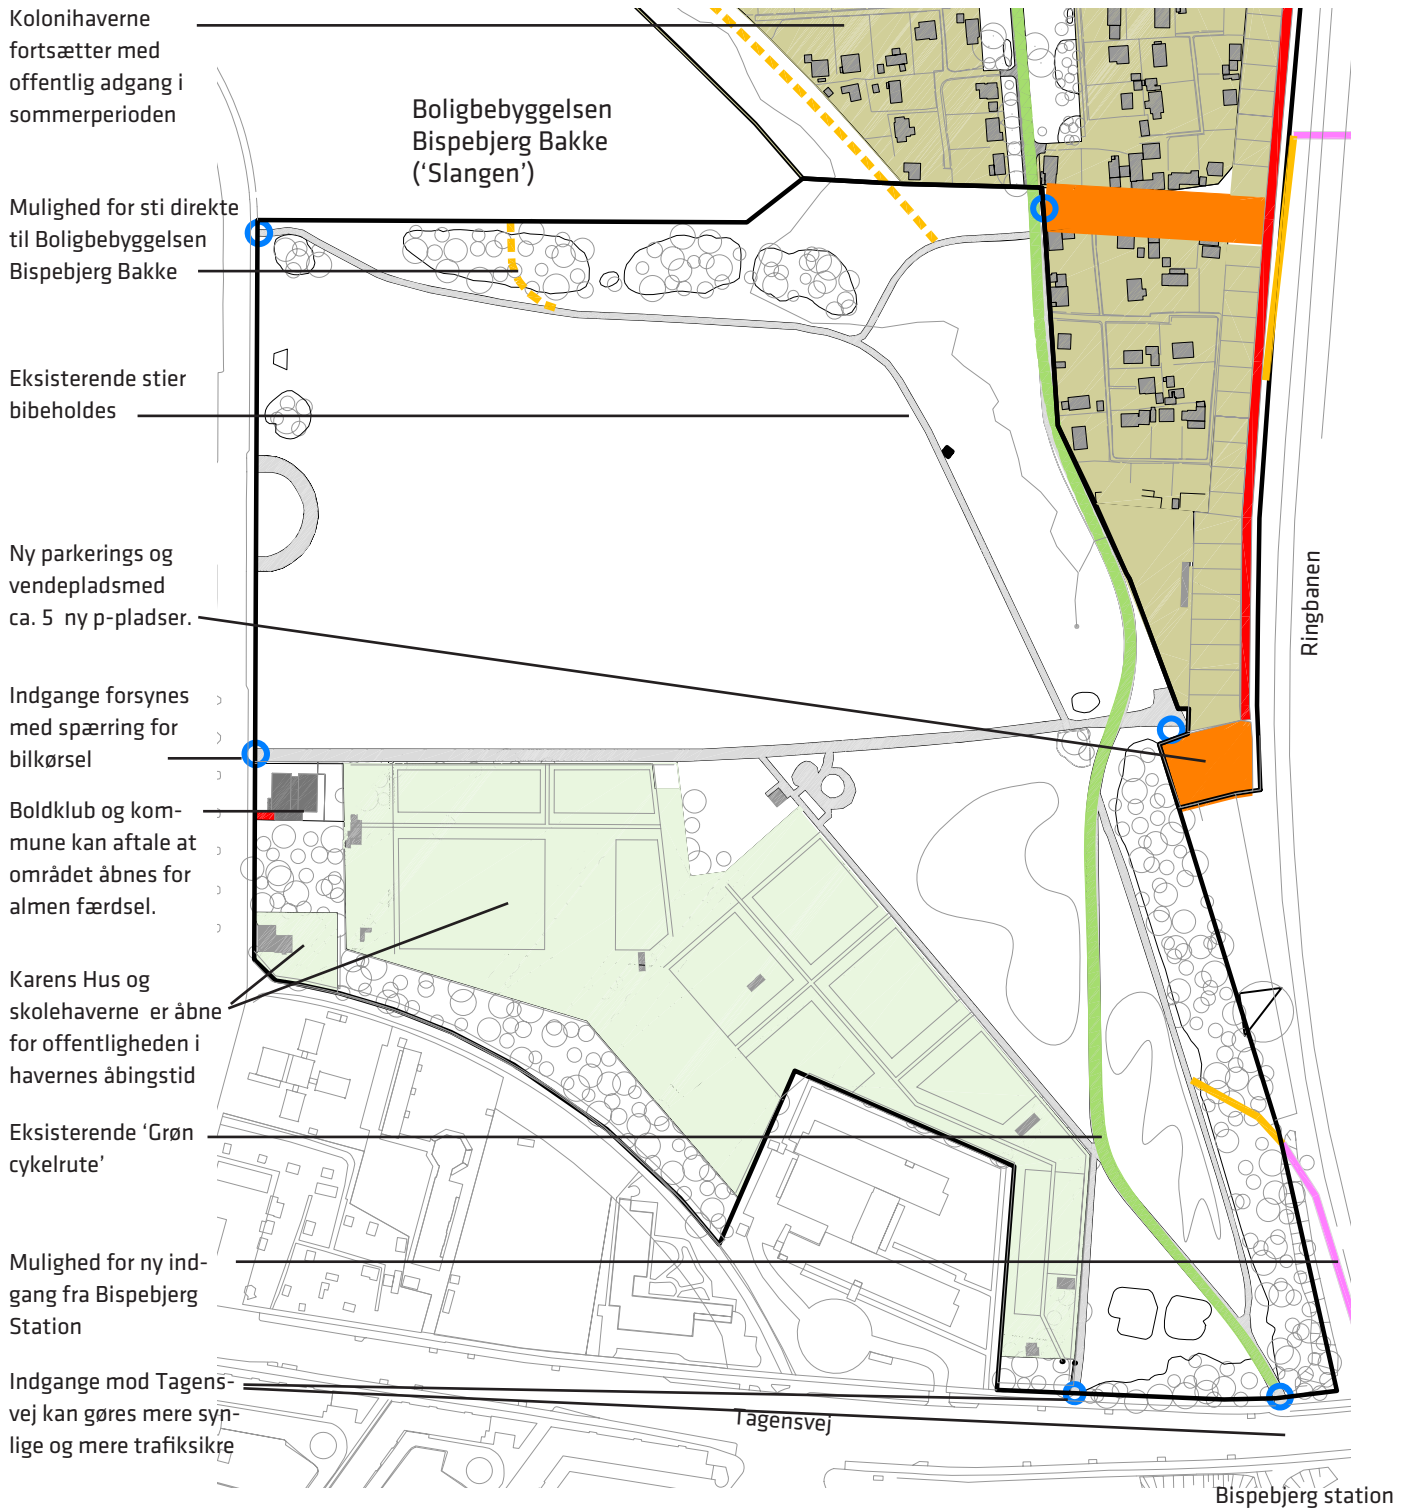 Kolonihaverne
fortsætter med
offentlig adgang i
sommerperioden
Boligbebyggelsen
Bispebjerg Bakke
(‘Slangen’)
Mulighed for sti direkte
til Boligbebyggelsen
Bispebjerg Bakke
Eksisterende stier
bibeholdes
Ny parkerings og
vendepladsmed
ca. 5 ny p-pladser.
Ringbanen
Indgange forsynes
med spærring for
bilkørsel
Boldklub og kom-
mune kan aftale at
området åbnes for
almen færdsel.
Karens Hus og
skolehaverne er åbne
for offentligheden i
havernes åbingstid
Eksisterende ‘Grøn
cykelrute’
Mulighed for ny ind-
gang fra Bispebjerg
Station
Indgange mod Tagens-
vej kan gøres mere syn-
lige og mere trafiksikre
Tagensvej
Bispebjerg station